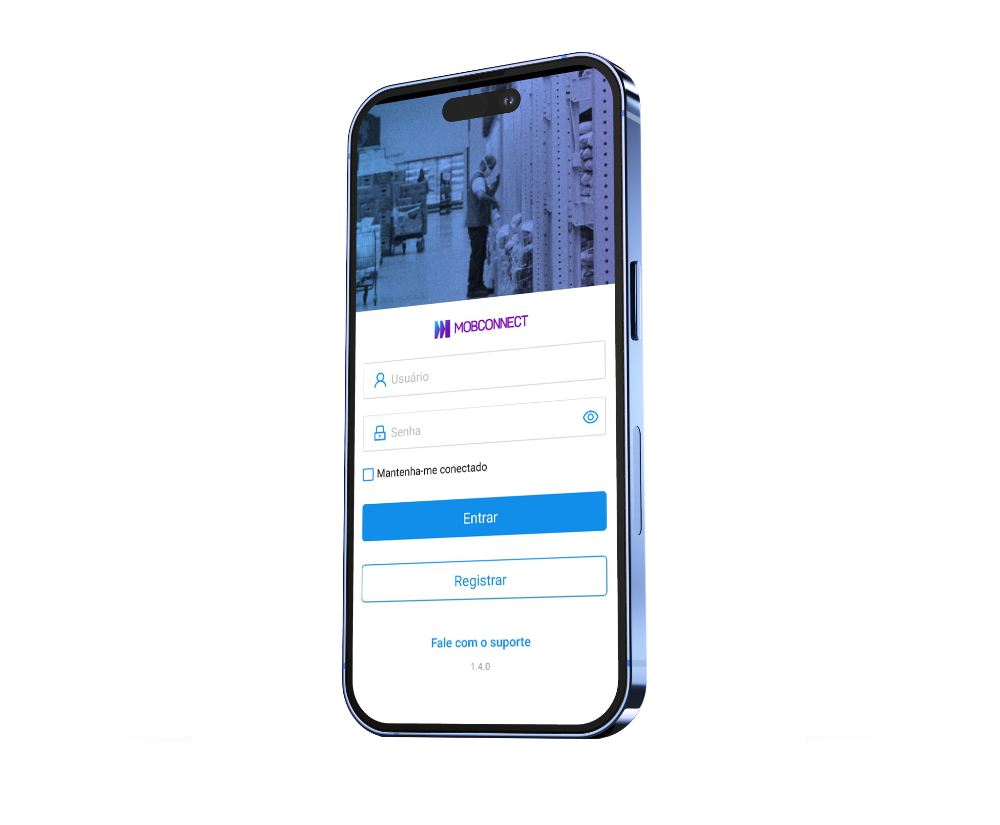 MOBCONNECT
Usuário
Senha
Mantenha-me conectado
Entrar
Registrar
Fale com o suporte
1.4.0